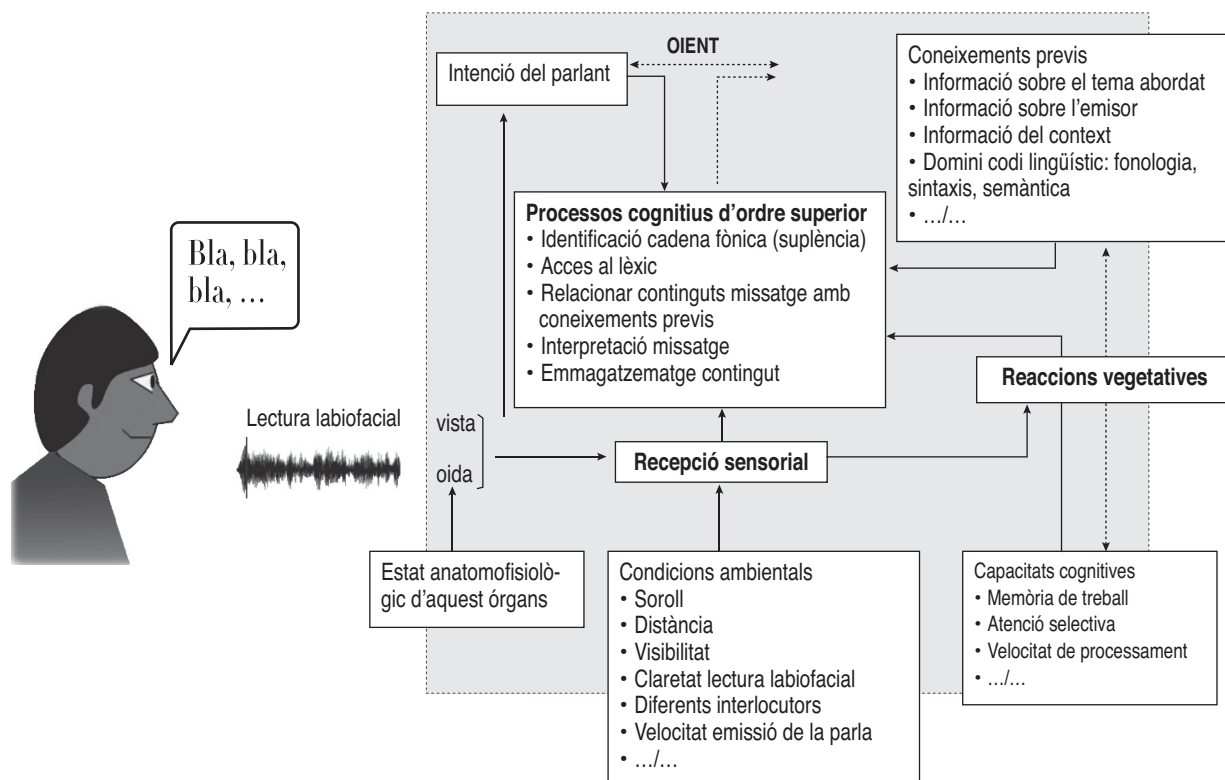 OIENT
Intenció del parlant
Coneixements previs
• Informació sobre el tema abordat
• Informació sobre l’emisor
• Informació del context
• Domini codi lingüístic: fonologia,
sintaxis, semàntica
• .../...
Bla, bla,
bla, ...
Processos cognitius d’ordre superior
• Identificació cadena fònica (suplència)
• Acces al lèxic
• Relacionar continguts missatge amb
coneixements previs
• Interpretació missatge
• Emmagatzematge contingut
Reaccions vegetatives
Lectura labiofacial
vista
oida
Recepció sensorial
Estat anatomofisiolò-
gic d’aquest órgans
Condicions ambientals
• Soroll
• Distància
• Visibilitat
• Claretat lectura labiofacial
• Diferents interlocutors
• Velocitat emissió de la parla
• .../...
Capacitats cognitives
• Memòria de treball
• Atenció selectiva
• Velocitat de processament
• .../...